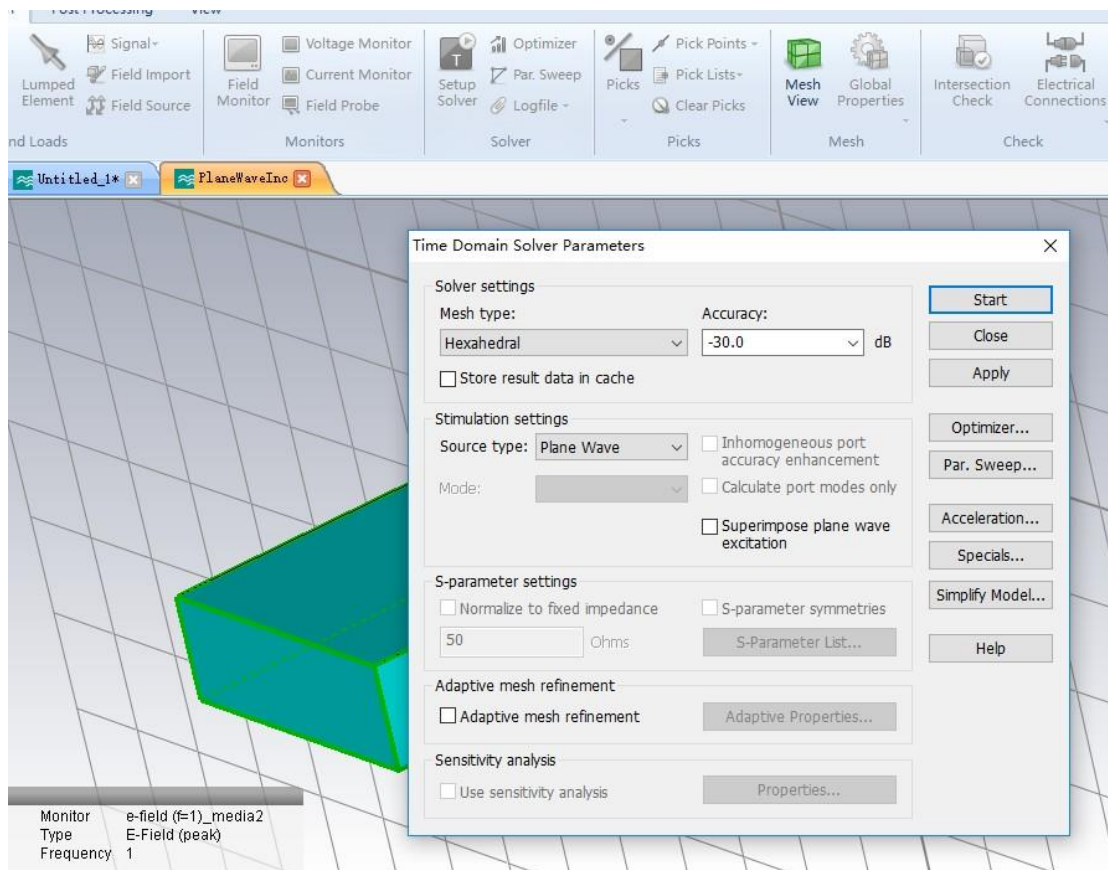 Post Processing View
Lumped Element
Signal
Field Import
Field Source
nd Loads
Field Monitor
Voltage Monitor
Current Monitor
Field Probe
Monitors
Setup Solver
Optimizer
Par. Sweep
Logfile
Solver
Picks
Pick Points
Pick Lists
Clear Picks
Picks
Mesh View
Global Properties
Mesh
Intersection Check
Electrical Connections
Check
Untitled_1*
PlaneWaveInc
Time Domain Solver Parameters
Solver settings
Mesh type:
Accuracy:
Hexahedral
-30.0
dB
Store result data in cache
Stimulation settings
Source type:
Plane Wave
Inhomogeneous port
accuracy enhancement
Mode:
Calculate port modes only
Superimpose plane wave
excitation
S-parameter settings
Normalize to fixed impedance
S-parameter symmetries
50
Ohms
S-Parameter List...
Adaptive mesh refinement
Adaptive mesh refinement
Adaptive Properties...
Sensitivity analysis
Use sensitivity analysis
Properties...
Start
Close
Apply
Optimizer...
Par. Sweep...
Acceleration...
Specials...
Simplify Model...
Help
Monitor e-field (f=1)_media2
Type E-Field (peak)
Frequency 1